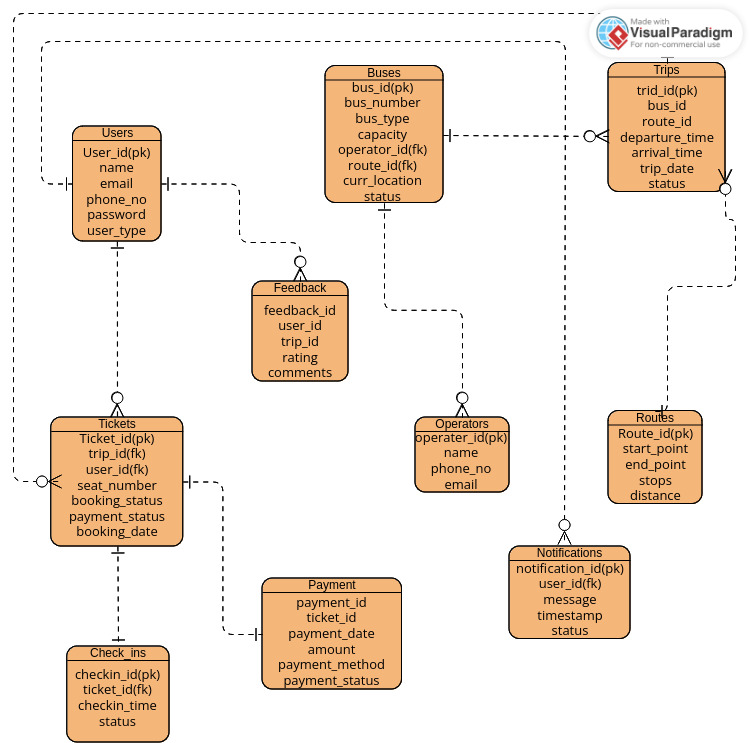 Made with
Visual Paradigm
For non-commercial use
Buses
bus_id(pk)
bus_number
bus_type
capacity
operator_id(fk)
route_id(fk)
curr_location
status
Trips
trid_id(pk)
bus_id
route_id
departure_time
arrival_time
trip_date
status
Users
User_id(pk)
name
email
phone_no
password
user_type
Feedback
feedback_id
user_id
trip_id
rating
comments
Tickets
Ticket_id(pk)
trip_id(fk)
user_id(fk)
seat_number
booking_status
payment_status
booking_date
Operators
operater_id(pk)
name
phone_no
email
Routes
Route_id(pk)
start_point
end_point
stops
distance
Notifications
notification_id(pk)
user_id(fk)
message
timestamp
status
Payment
payment_id
ticket_id
payment_date
amount
payment_method
payment_status
Check_ins
checkin_id(pk)
ticket_id(fk)
checkin_time
status